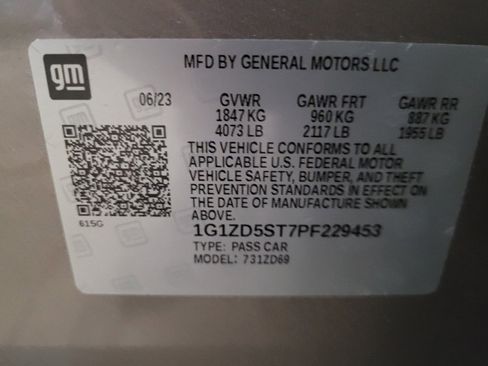 gm
MFD BY GENERAL MOTORS LLC
06/23 GVWR GAWR FRT GAWR RR
1847 KG 960 KG 887 KG
4073 LB 2117 LB 1955 LB
THIS VEHICLE CONFORMS TO ALL
APPLICABLE U.S. FEDERAL MOTOR
VEHICLE SAFETY, BUMPER, AND THEFT
PREVENTION STANDARDS IN EFFECT ON
THE DATE OF MANUFACTURE SHOWN
ABOVE.
615G
1G1ZD5ST7PF229453
TYPE: PASS CAR
MODEL: 731ZD69